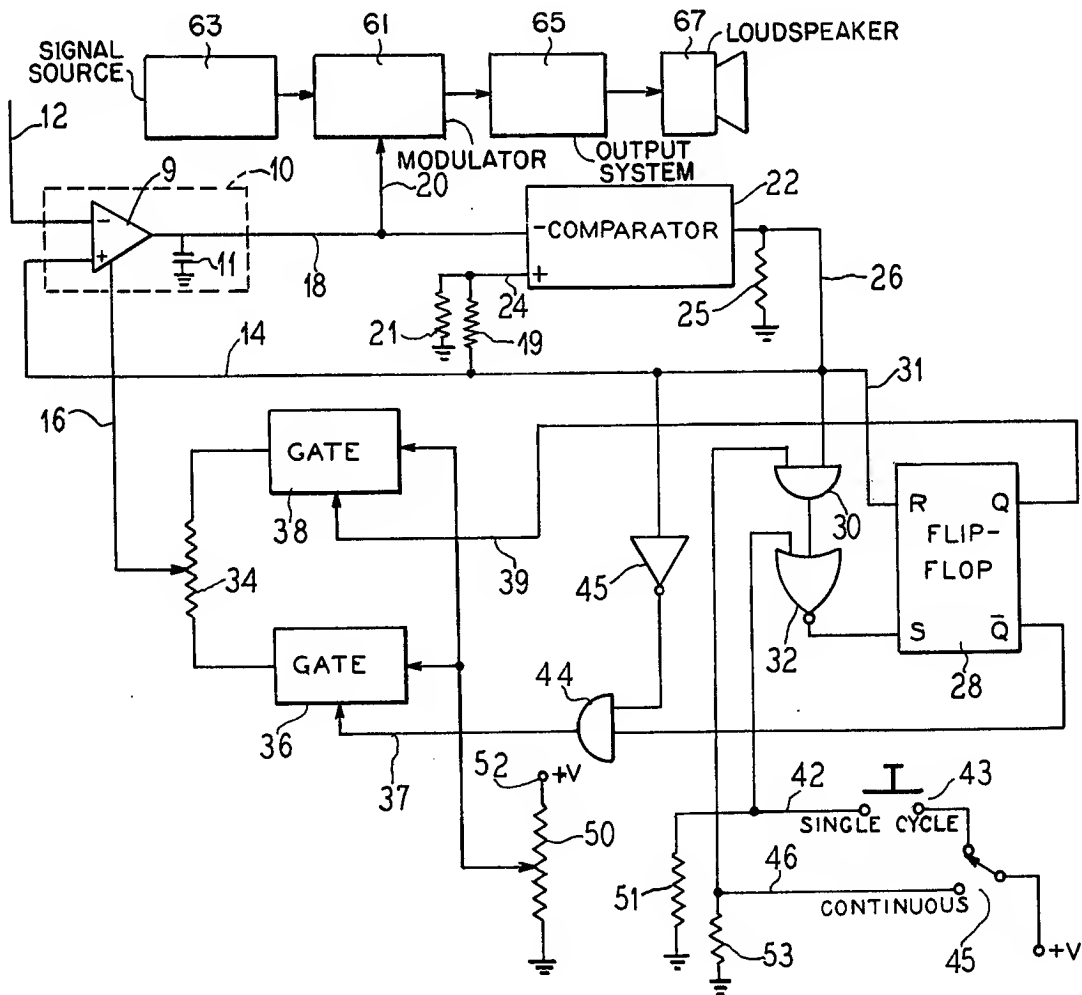 63
61
65
67
LOUDSPEAKER
SIGNAL
SOURCE
12
MODULATOR
OUTPUT
SYSTEM
10
9
20
22
-
+
11
18
- COMPARATOR
+
24
25
26
21
19
14
31
16
GATE
38
39
45
30
R
Q
FLIP-
FLOP
S
Q̅
28
32
34
GATE
36
37
44
52
+V
50
42
43
SINGLE CYCLE
51
46
CONTINUOUS
45
53
+V